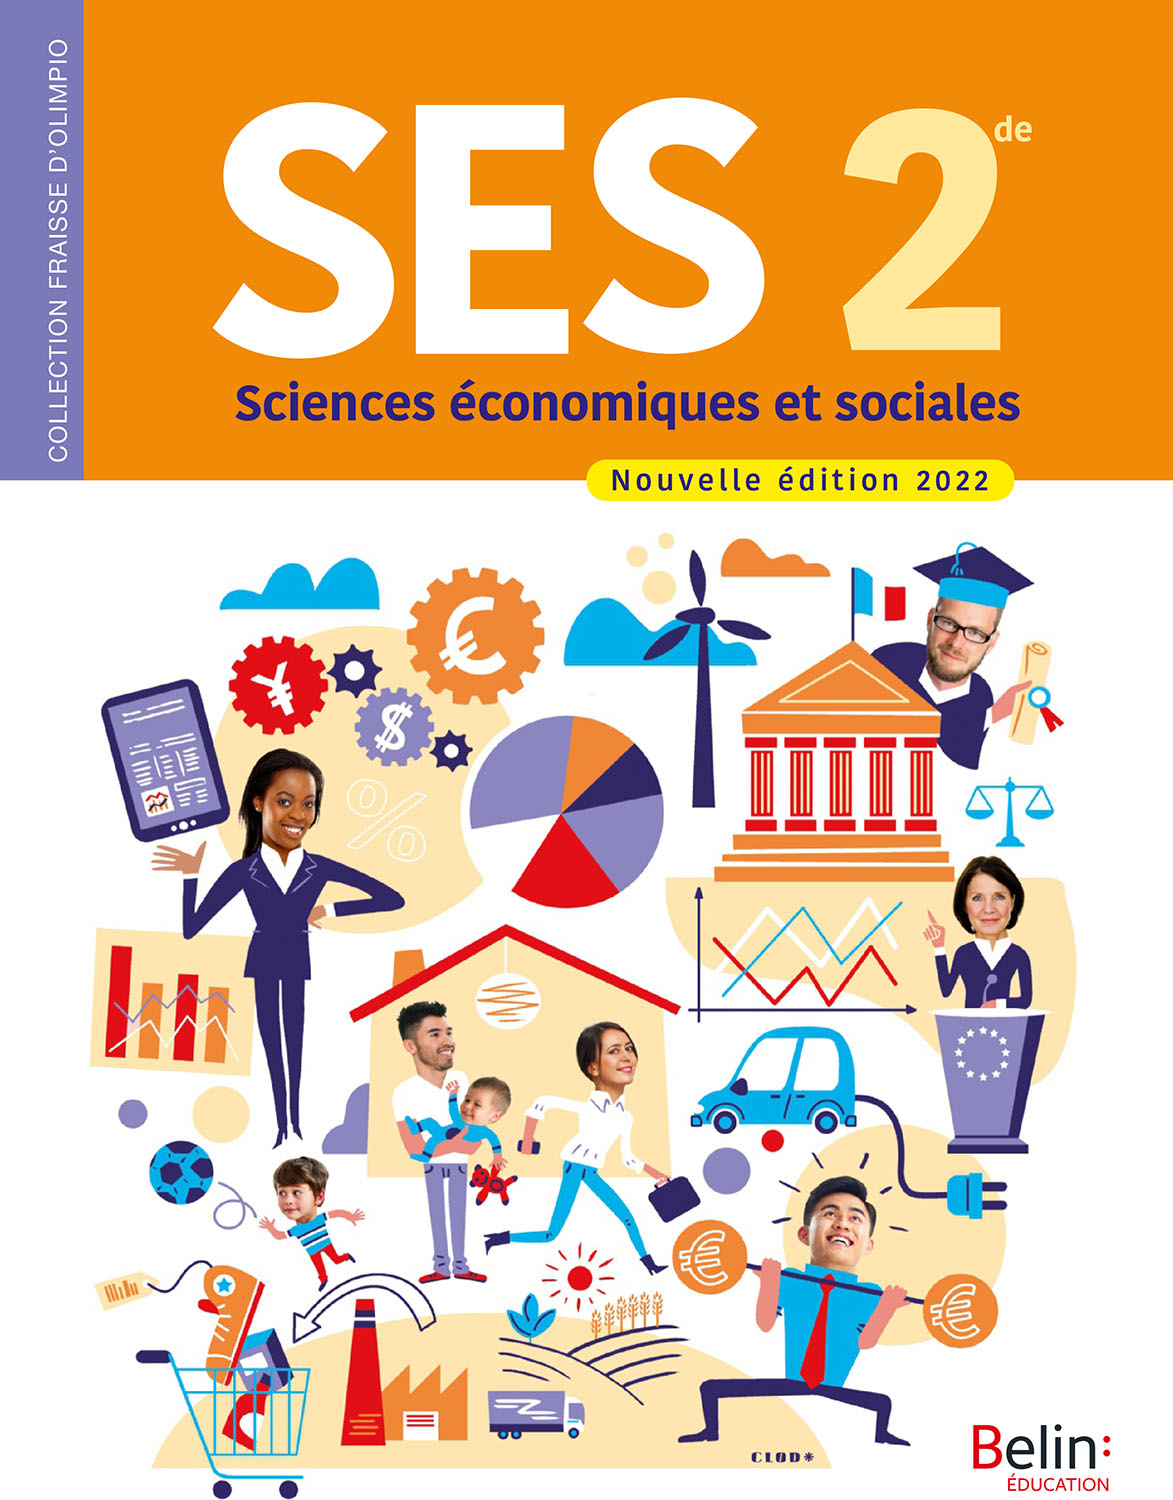 COLLECTION FRAISSE D'OLIMPIO
SES 2de
Sciences économiques et sociales
Nouvelle édition 2022
€
¥
$
%
€
€
CLOD*
Belin:
ÉDUCATION